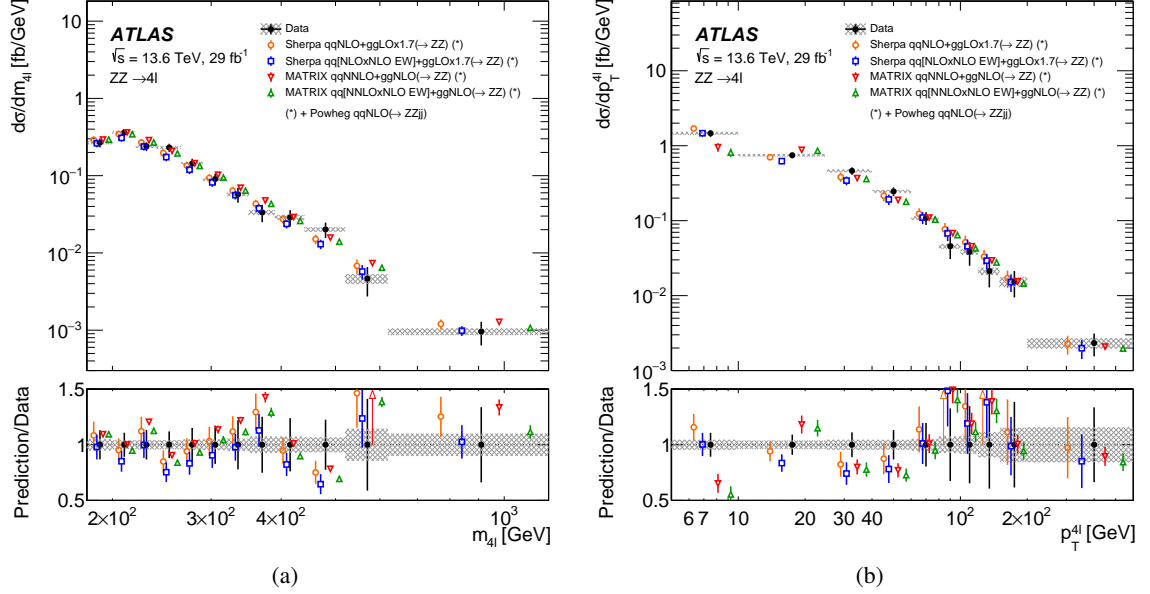 dσ/dm4l [fb/GeV]
10
1
10⁻¹
10⁻²
10⁻³
ATLAS
√s = 13.6 TeV, 29 fb⁻¹
ZZ →4l
Data
Sherpa qqNLO+ggLOx1.7(→ ZZ) (*)
Sherpa qq[NLOxNLO EW]+ggLOx1.7(→ ZZ) (*)
MATRIX qqNNLO+ggNLO(→ ZZ) (*)
MATRIX qq[NNLOxNLO EW]+ggNLO(→ ZZ) (*)
(*) + Powheg qqNLO(→ ZZjj)
Prediction/Data
1.5
1
0.5
2×10² 3×10² 4×10² 10³
m4l [GeV]
(a)
dσ/dp_T^4l [fb/GeV]
10
1
10⁻¹
10⁻²
10⁻³
ATLAS
√s = 13.6 TeV, 29 fb⁻¹
ZZ →4l
Data
Sherpa qqNLO+ggLOx1.7(→ ZZ) (*)
Sherpa qq[NLOxNLO EW]+ggLOx1.7(→ ZZ) (*)
MATRIX qqNNLO+ggNLO(→ ZZ) (*)
MATRIX qq[NNLOxNLO EW]+ggNLO(→ ZZ) (*)
(*) + Powheg qqNLO(→ ZZjj)
Prediction/Data
1.5
1
0.5
6 7 10 20 30 40 10² 2×10²
p_T^4l [GeV]
(b)